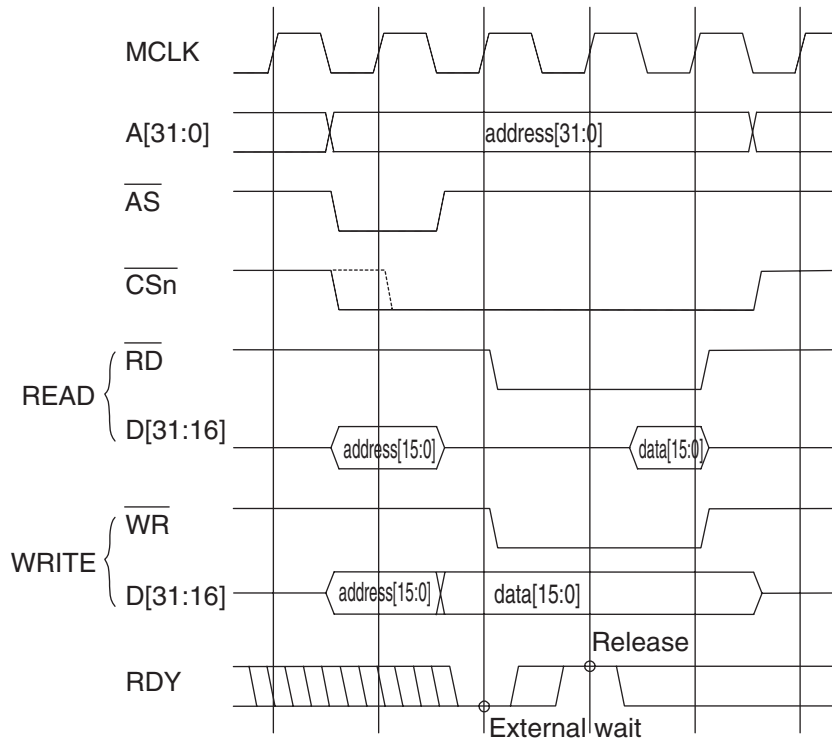 MCLK
A[31:0]
address[31:0]
AS
CSn
READ
RD
D[31:16]
address[15:0]
data[15:0]
WRITE
WR
D[31:16]
address[15:0]
data[15:0]
Release
RDY
External wait